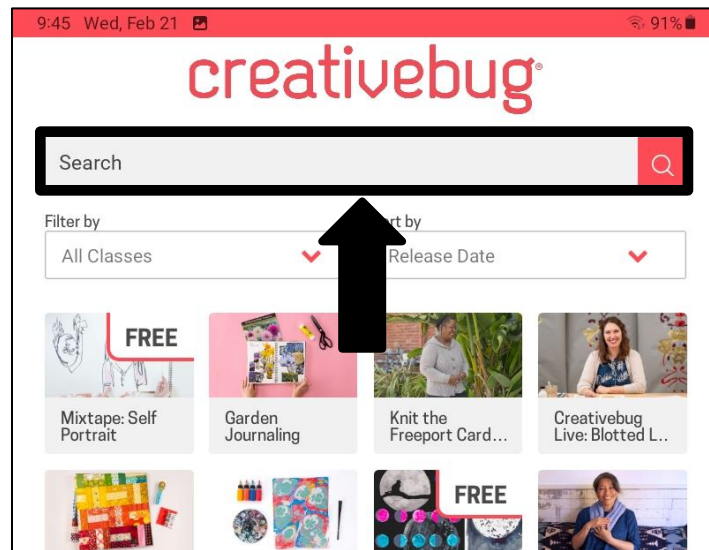 9:45 Wed, Feb 21 91%
creativebug®
Search
Filter by
rt by
All Classes
Release Date
FREE
Mixtape: Self
Portrait
Garden
Journaling
Knit the
Freeport Card...
Creativebug
Live: Blotted L...
FREE